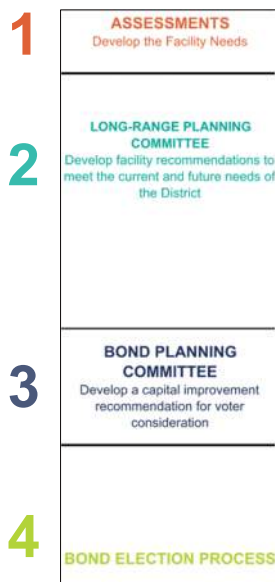 1
ASSESSMENTS
Develop the Facility Needs
2
LONG-RANGE PLANNING
COMMITTEE
Develop facility recommendations to
meet the current and future needs of
the District
3
BOND PLANNING
COMMITTEE
Develop a capital improvement
recommendation for voter
consideration
4
BOND ELECTION PROCESS